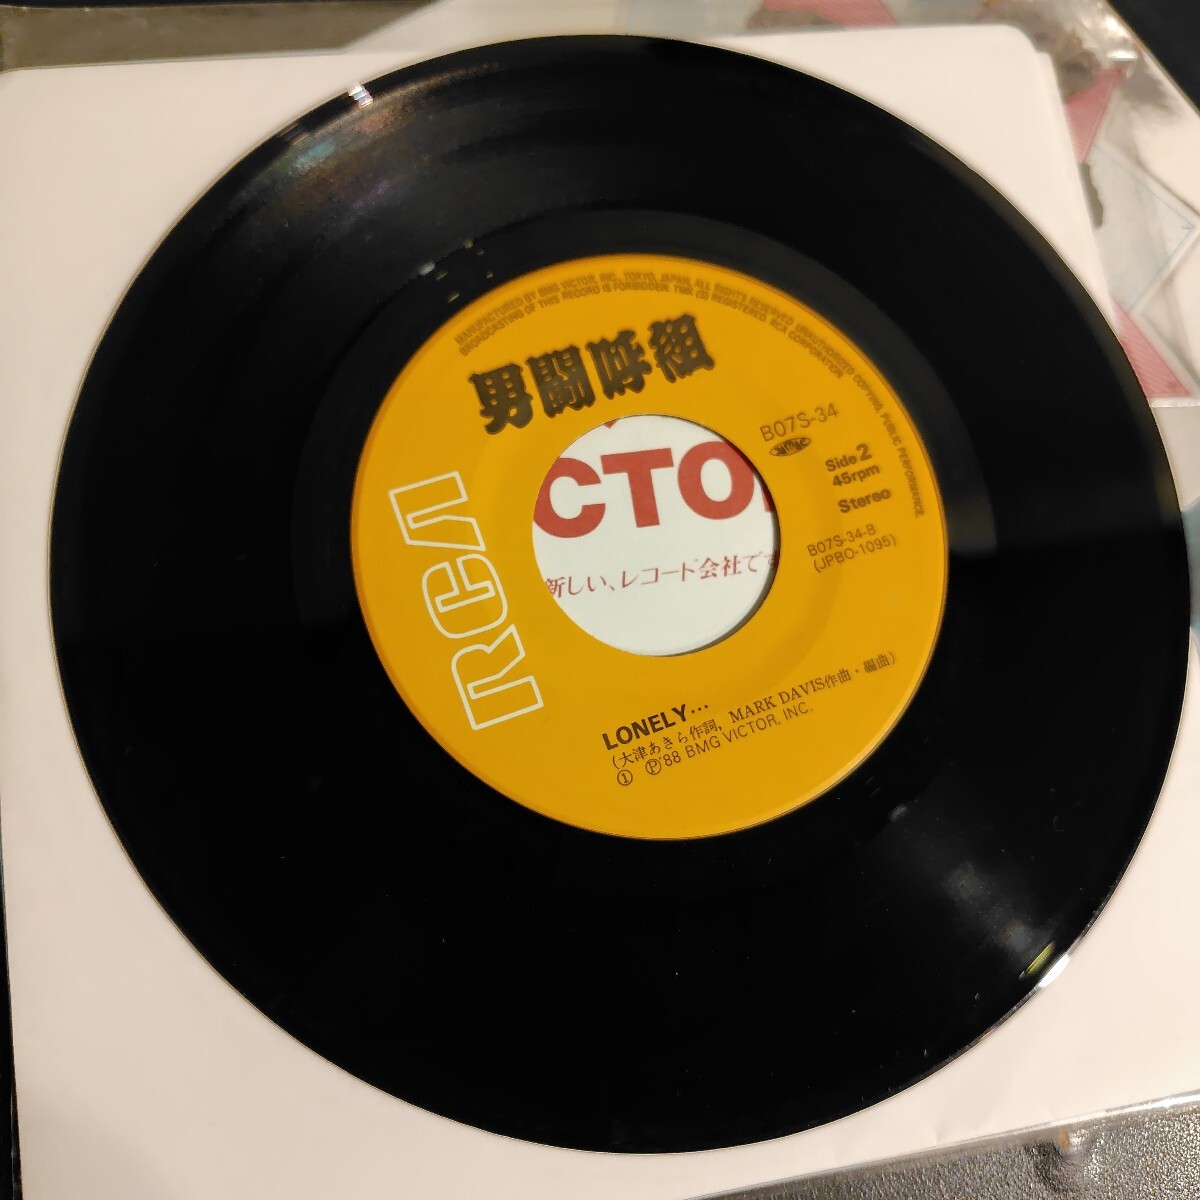 MANUFACTURED BY BMG VICTOR, INC., TOKYO, JAPAN. ALL RIGHTS RESERVED. UNAUTHORIZED COPYING, PUBLIC PERFORMANCE,
BROADCASTING OF THIS RECORD IS FORBIDDEN. TMK (S) REGISTERED. RCA CORPORATION
男闘呼組
RCA
B07S-34
Side 2
45rpm
Stereo
B07S-34-B
(JPBO-1095)
CTO
新しい、レコード会社です
LONELY…
(大津あきら作詞, MARK DAVIS作曲・編曲)
① Ⓟ'88 BMG VICTOR, INC.